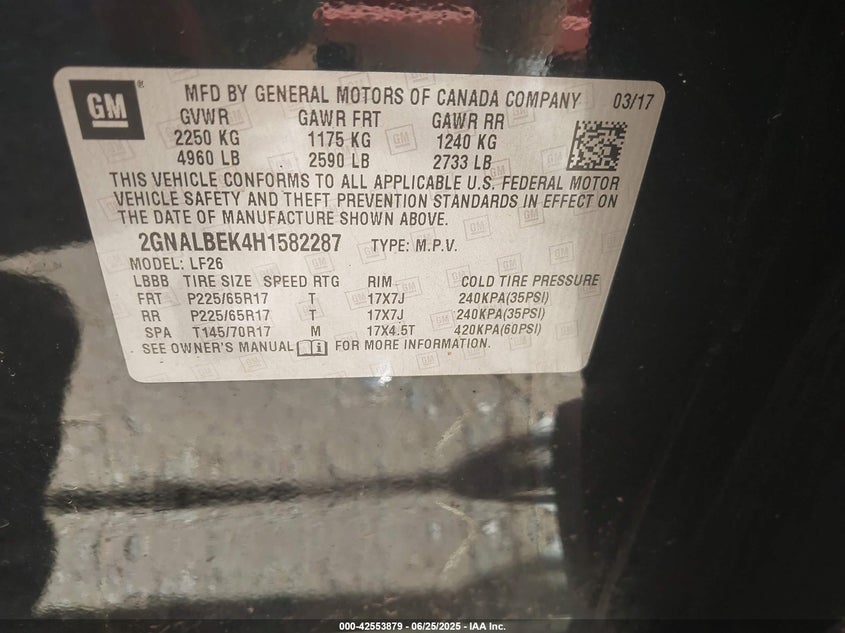 GM ® MFD BY GENERAL MOTORS OF CANADA COMPANY 03/17
GVWR GAWR FRT GAWR RR
2250 KG 1175 KG 1240 KG
4960 LB 2590 LB 2733 LB
THIS VEHICLE CONFORMS TO ALL APPLICABLE U.S. FEDERAL MOTOR
VEHICLE SAFETY AND THEFT PREVENTION STANDARDS IN EFFECT ON
THE DATE OF MANUFACTURE SHOWN ABOVE.
2GNALBEK4H1582287 TYPE: M.P.V.
MODEL: LF26
LBBB TIRE SIZE SPEED RTG RIM COLD TIRE PRESSURE
FRT P225/65R17 T 17X7J 240KPA(35PSI)
RR P225/65R17 T 17X7J 240KPA(35PSI)
SPA T145/70R17 M 17X4.5T 420KPA(60PSI)
SEE OWNER'S MANUAL FOR MORE INFORMATION.
000-42553879 - 06/25/2025 - IAA Inc.